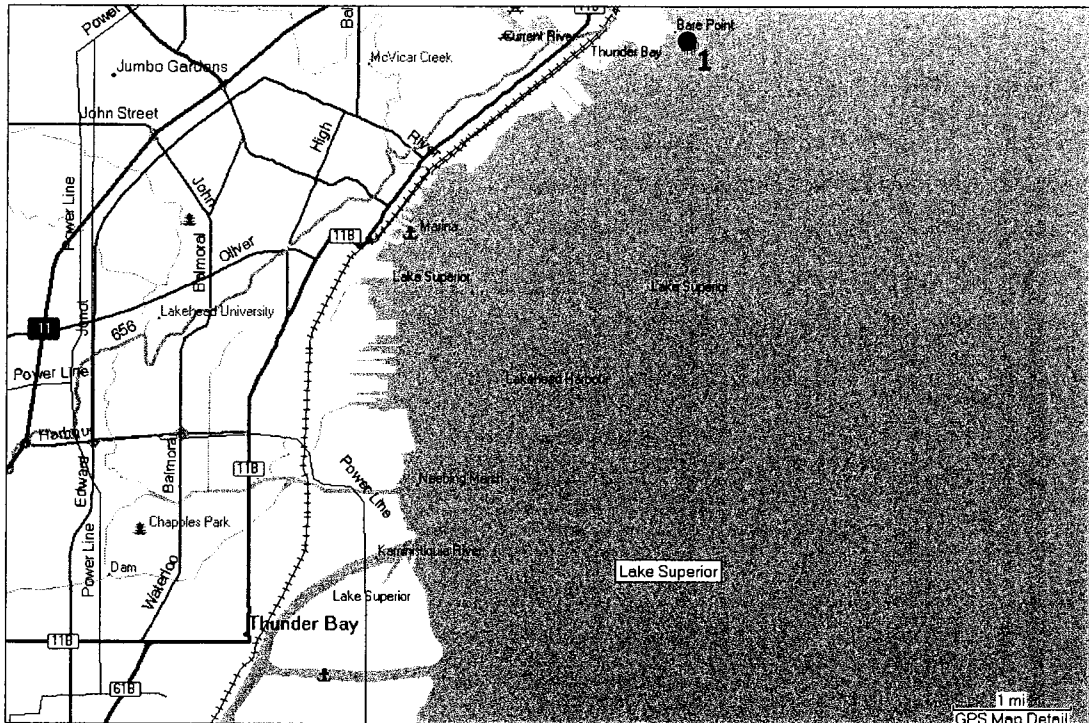 Power
Bal
11B
Current River
Bare Point
Thunder Bay
1
McVicar Creek
Jumbo Gardens
John Street
High
River
John
Power Line
11B
Marina
Oliver
Balmoral
Lake Superior
Lake Superior
Lakehead University
11
656
Power Line
Lakehead Harbour
Harbour
Edward
Balmoral
11B
Power Line
Neebing Marsh
Chapples Park
Kaministiquia River
Power Line
Dam
Waterloo
Lake Superior
Lake Superior
Thunder Bay
11B
61B
1 mi
GPS Map Detail